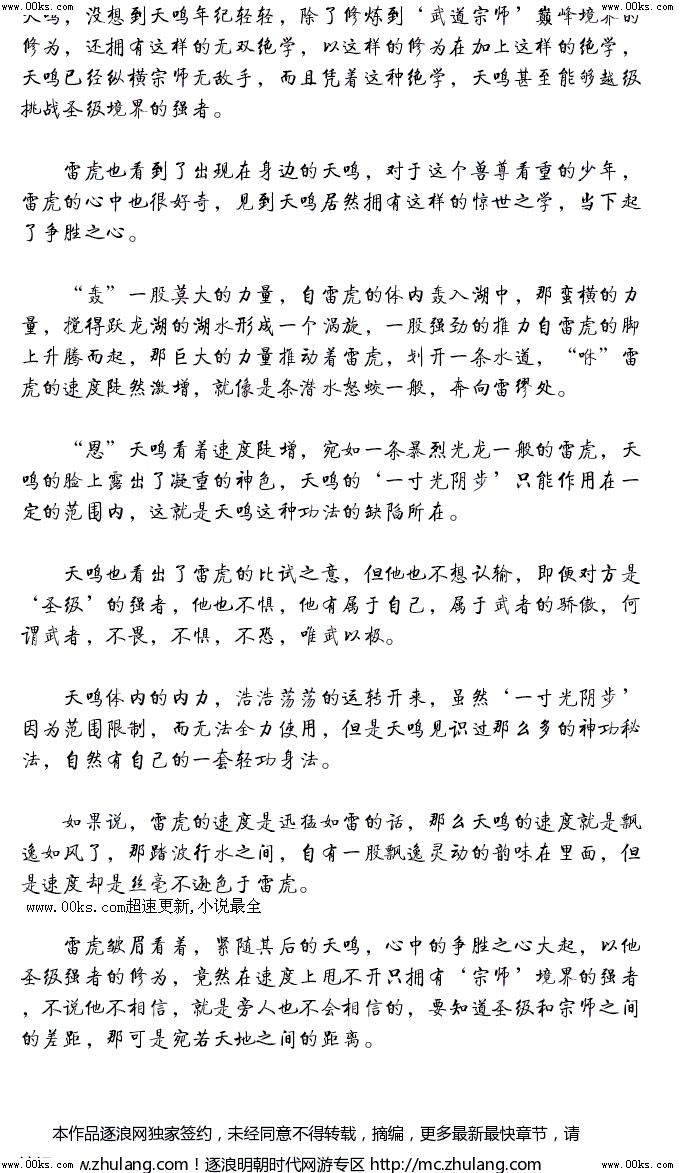 www.00ks.com www.00ks.com
天鸣，没想到天鸣年纪轻轻，除了修炼到‘武道宗师’巅峰境界的
修为，还拥有这样的无双绝学，以这样的修为在加上这样的绝学，
天鸣已经纵横宗师无敌手，而且凭着这种绝学，天鸣甚至能够越级
挑战圣级境界的强者。
雷虎也看到了出现在身边的天鸣，对于这个兽尊看重的少年，
雷虎的心中也很好奇，见到天鸣居然拥有这样的惊世之学，当下起
了争胜之心。
“轰”一股莫大的力量，自雷虎的体内轰入湖中，那蛮横的力
量，搅得跃龙湖的湖水形成一个涡旋，一股强劲的推力自雷虎的脚
上升腾而起，那巨大的力量推动着雷虎，划开一条水道，“咻”雷
虎的速度陡然激增，就像是条潜水怒蛟一般，奔向雷缪处。
“恩”天鸣看着速度陡增，宛如一条暴烈光龙一般的雷虎，天
鸣的脸上露出了凝重的神色，天鸣的‘一寸光阴步’只能作用在一
定的范围内，这就是天鸣这种功法的缺陷所在。
天鸣也看出了雷虎的比试之意，但他也不想认输，即便对方是
‘圣级’的强者，他也不惧，他有属于自己，属于武者的骄傲，何
谓武者，不畏，不惧，不恐，唯武以极。
天鸣体内的内力，浩浩荡荡的运转开来，虽然‘一寸光阴步’
因为范围限制，而无法全力使用，但是天鸣见识过那么多的神功秘
法，自然有自己的一套轻功身法。
如果说，雷虎的速度是迅猛如雷的话，那么天鸣的速度就是飘
逸如风了，那踏波行水之间，自有一股飘逸灵动的韵味在里面，但
是速度却是丝毫不逊色于雷虎。
www.00ks.com超速更新,小说最全
雷虎皱眉看着，紧随其后的天鸣，心中的争胜之心大起，以他
圣级强者的修为，竟然在速度上甩不开只拥有‘宗师’境界的强者
，不说他不相信，就是旁人也不会相信的，要知道圣级和宗师之间
的差距，那可是宛若天地之间的距离。
本作品逐浪网独家签约，未经同意不得转载，摘编，更多最新最快章节，请
www.zhulang.com！逐浪明朝时代网游专区 http://mc.zhulang.com
www.00ks.com www.00ks.com